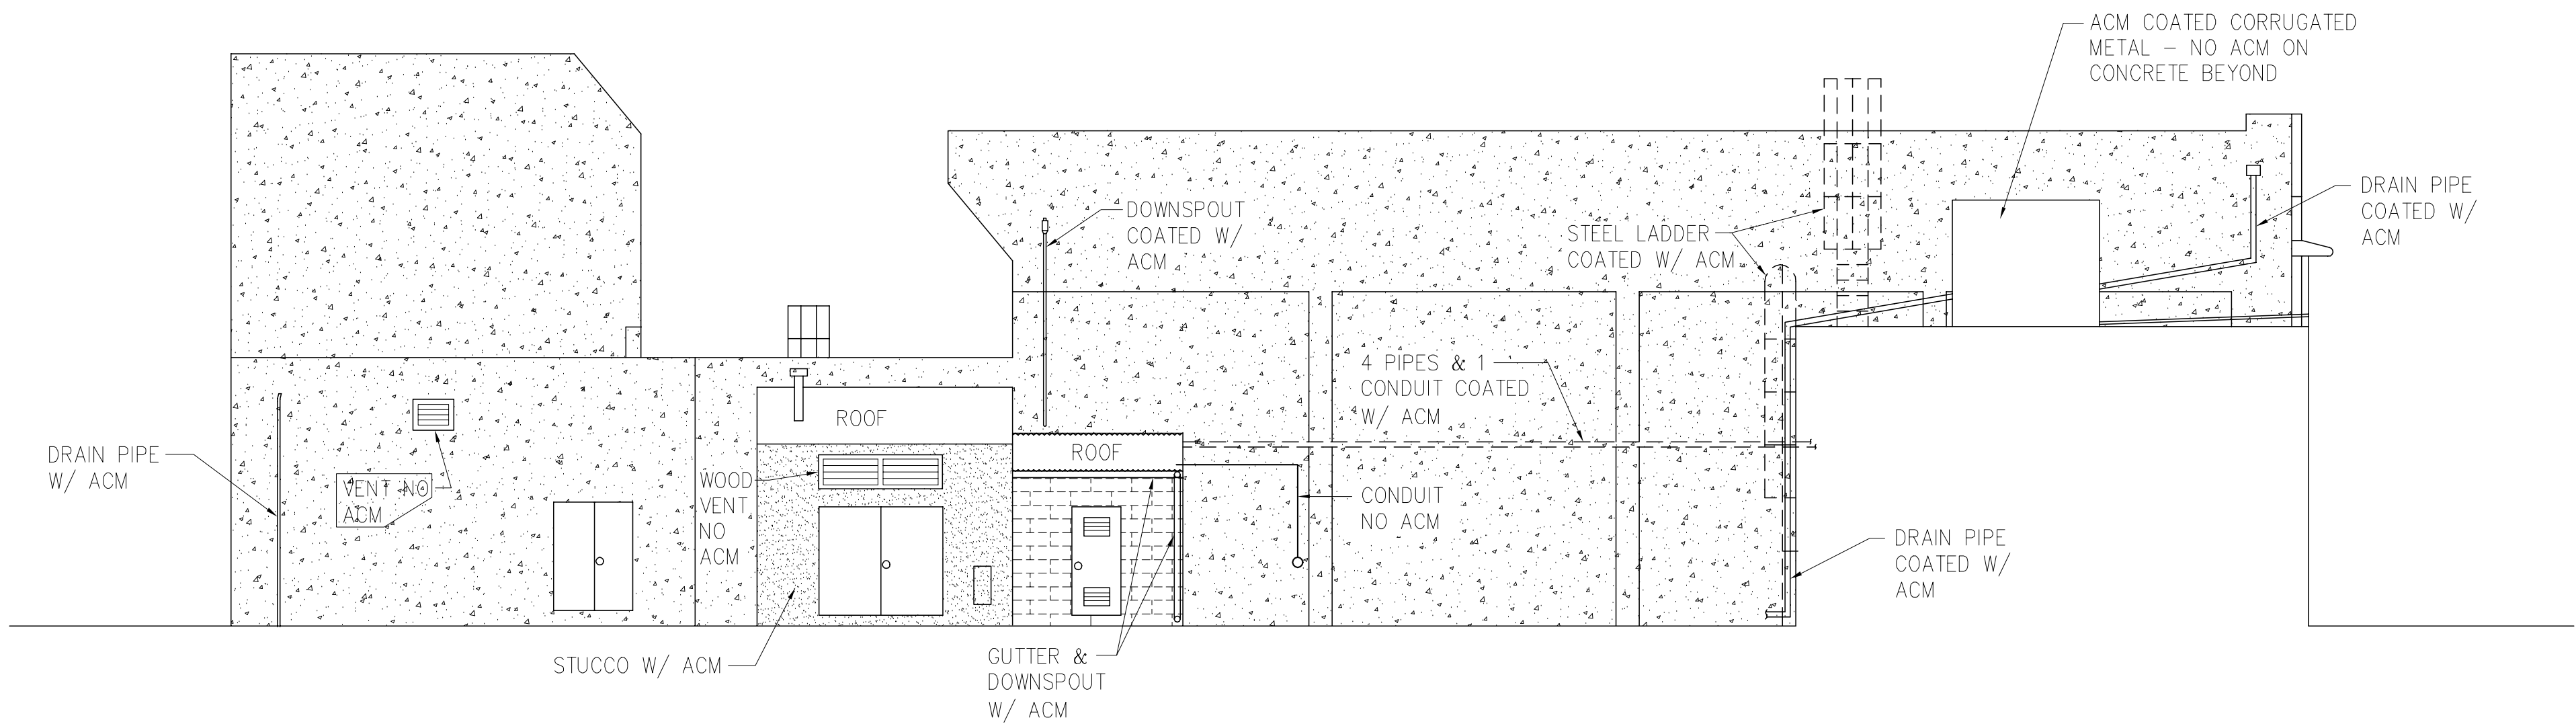 ACM COATED CORRUGATED
METAL – NO ACM ON
CONCRETE BEYOND
DRAIN PIPE
COATED W/
ACM
DOWNSPOUT
COATED W/
ACM
STEEL LADDER
COATED W/ ACM
4 PIPES & 1
CONDUIT COATED
W/ ACM
ROOF
ROOF
DRAIN PIPE
W/ ACM
VENT NO
ACM
WOOD
VENT
NO
ACM
CONDUIT
NO ACM
DRAIN PIPE
COATED W/
ACM
STUCCO W/ ACM
GUTTER &
DOWNSPOUT
W/ ACM